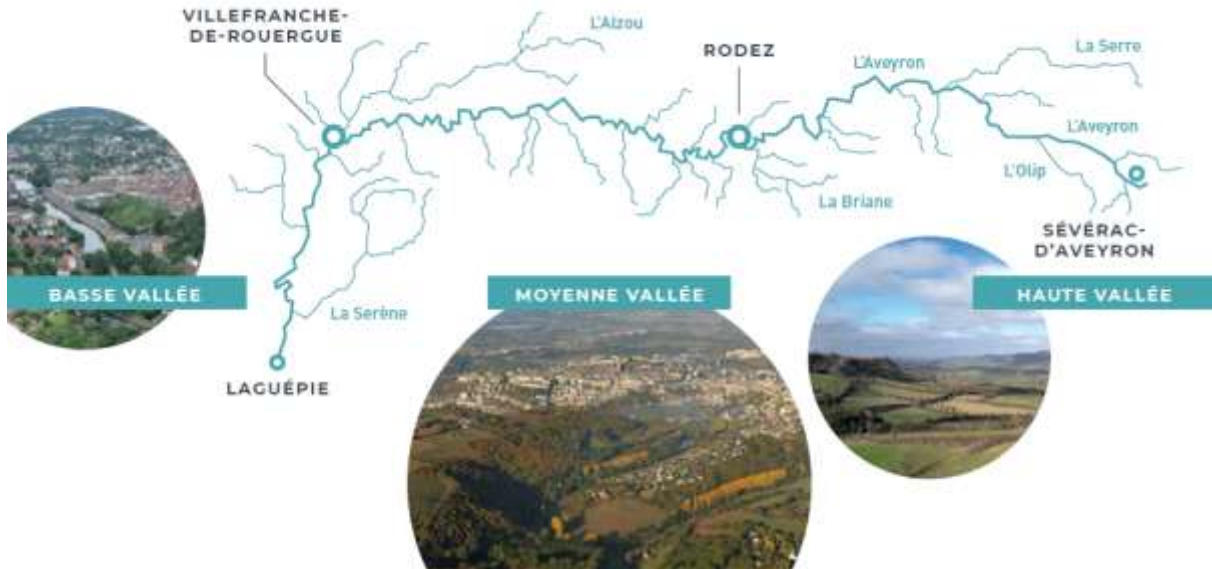 VILLEFRANCHE-
DE-ROUERGUE
L'Alzou
RODEZ
L'Aveyron
La Serre
L'Aveyron
L'Olip
La Briane
SÉVÉRAC-
D'AVEYRON
BASSE VALLÉE
MOYENNE VALLÉE
HAUTE VALLÉE
La Serène
LAGUÉPIE